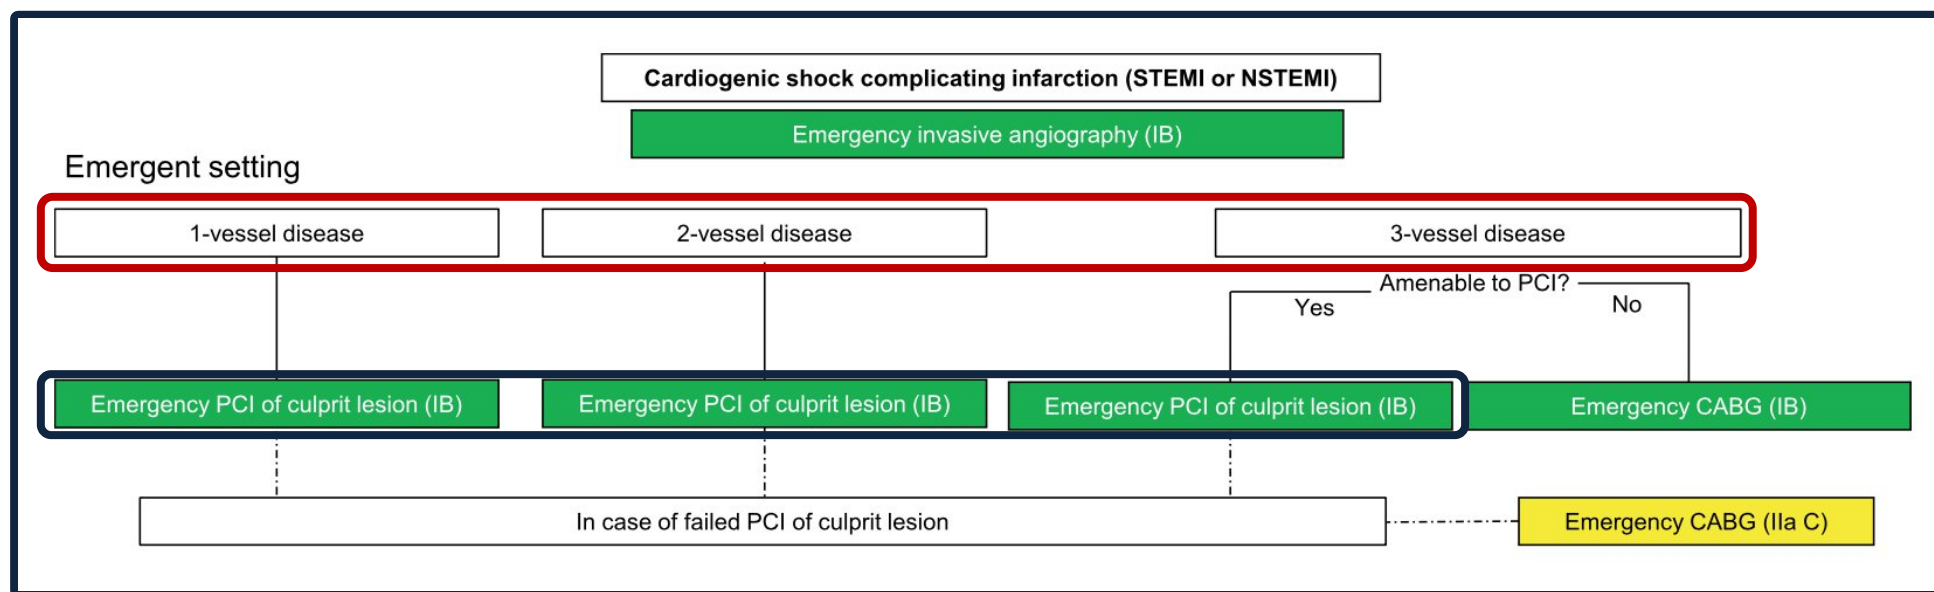 Cardiogenic shock complicating infarction (STEMI or NSTEMI)
Emergency invasive angiography (IB)
Emergent setting
1-vessel disease
2-vessel disease
3-vessel disease
Amenable to PCI?
Yes
No
Emergency PCI of culprit lesion (IB)
Emergency PCI of culprit lesion (IB)
Emergency PCI of culprit lesion (IB)
Emergency CABG (IB)
In case of failed PCI of culprit lesion
Emergency CABG (IIa C)